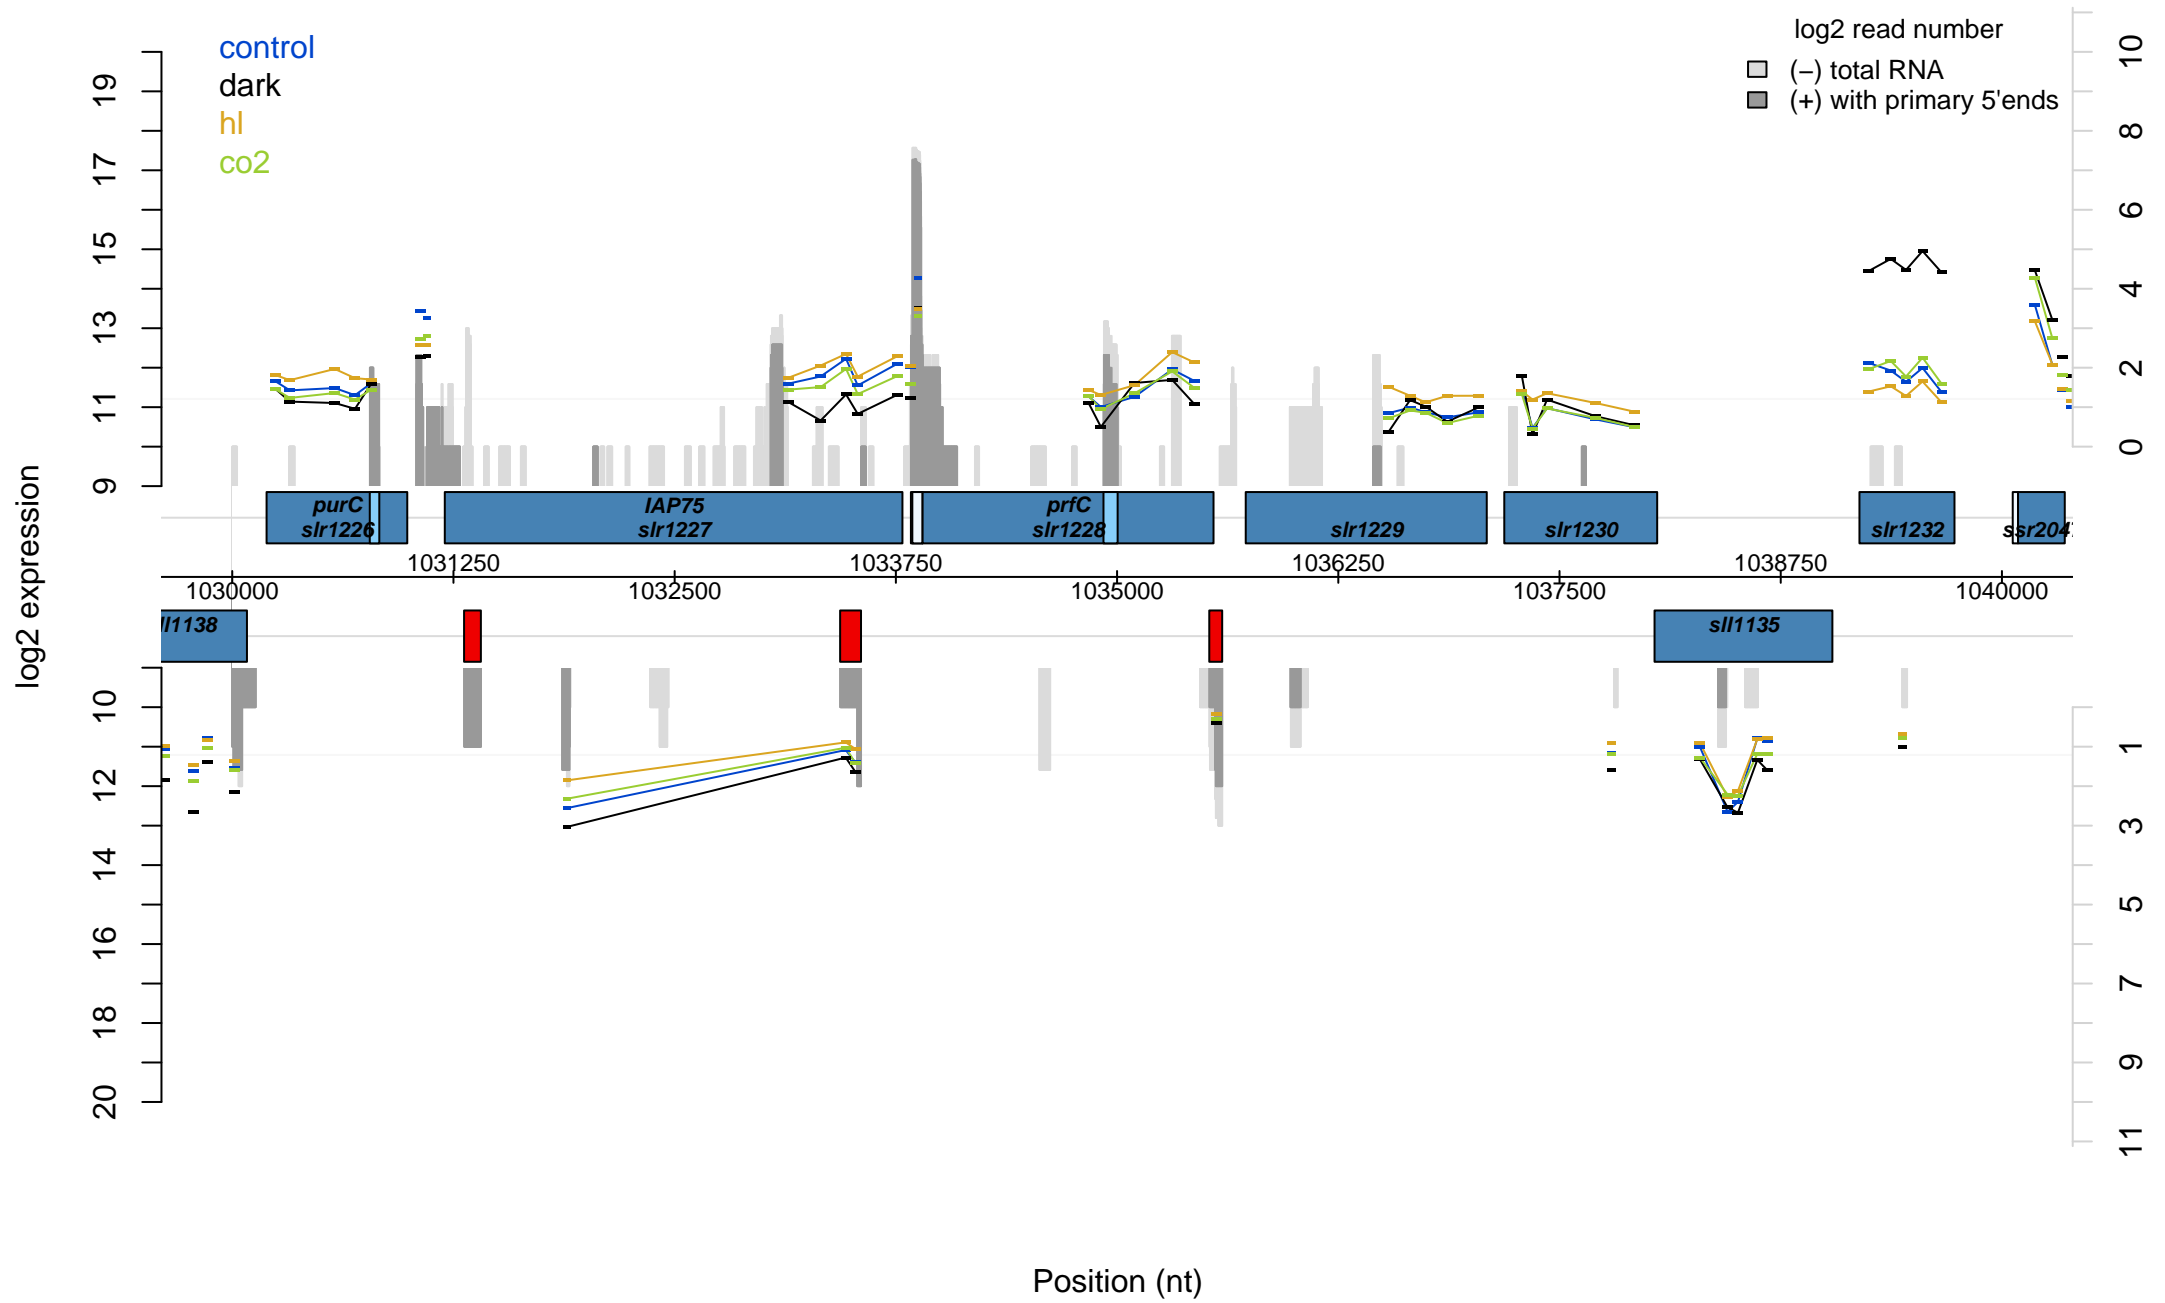 control
dark
hl
co2
log2 read number
(−) total RNA
(+) with primary 5'ends
19
17
15
13
11
9
10
8
6
4
2
0
log2 expression
purC
slr1226
IAP75
slr1227
prfC
slr1228
slr1229
slr1230
slr1232
ssr204
1031250
1033750
1036250
1038750
1030000
1032500
1035000
1037500
1040000
ll1138
sll1135
10
12
14
16
18
20
1
3
5
7
9
11
Position (nt)